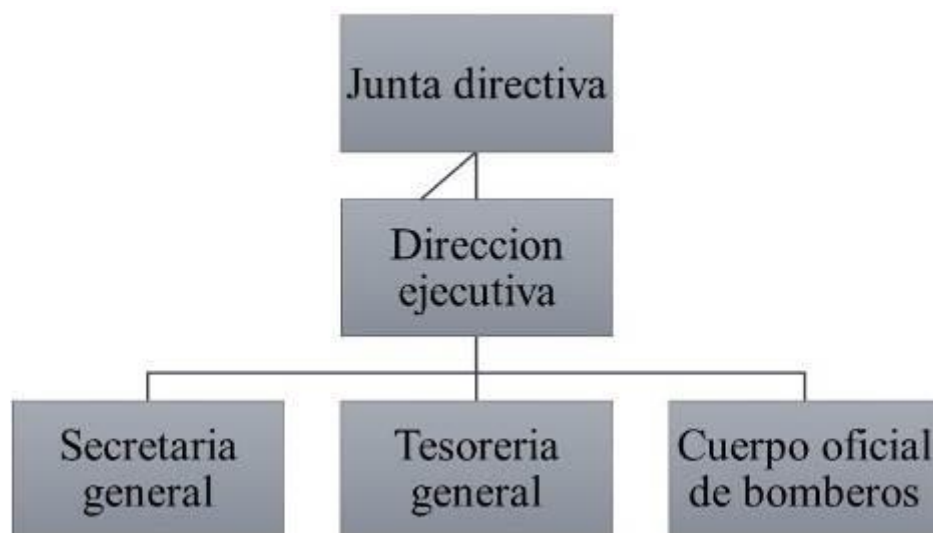 Junta directiva
Direccion
ejecutiva
Secretaria
general
Tesoreria
general
Cuerpo oficial
de bomberos